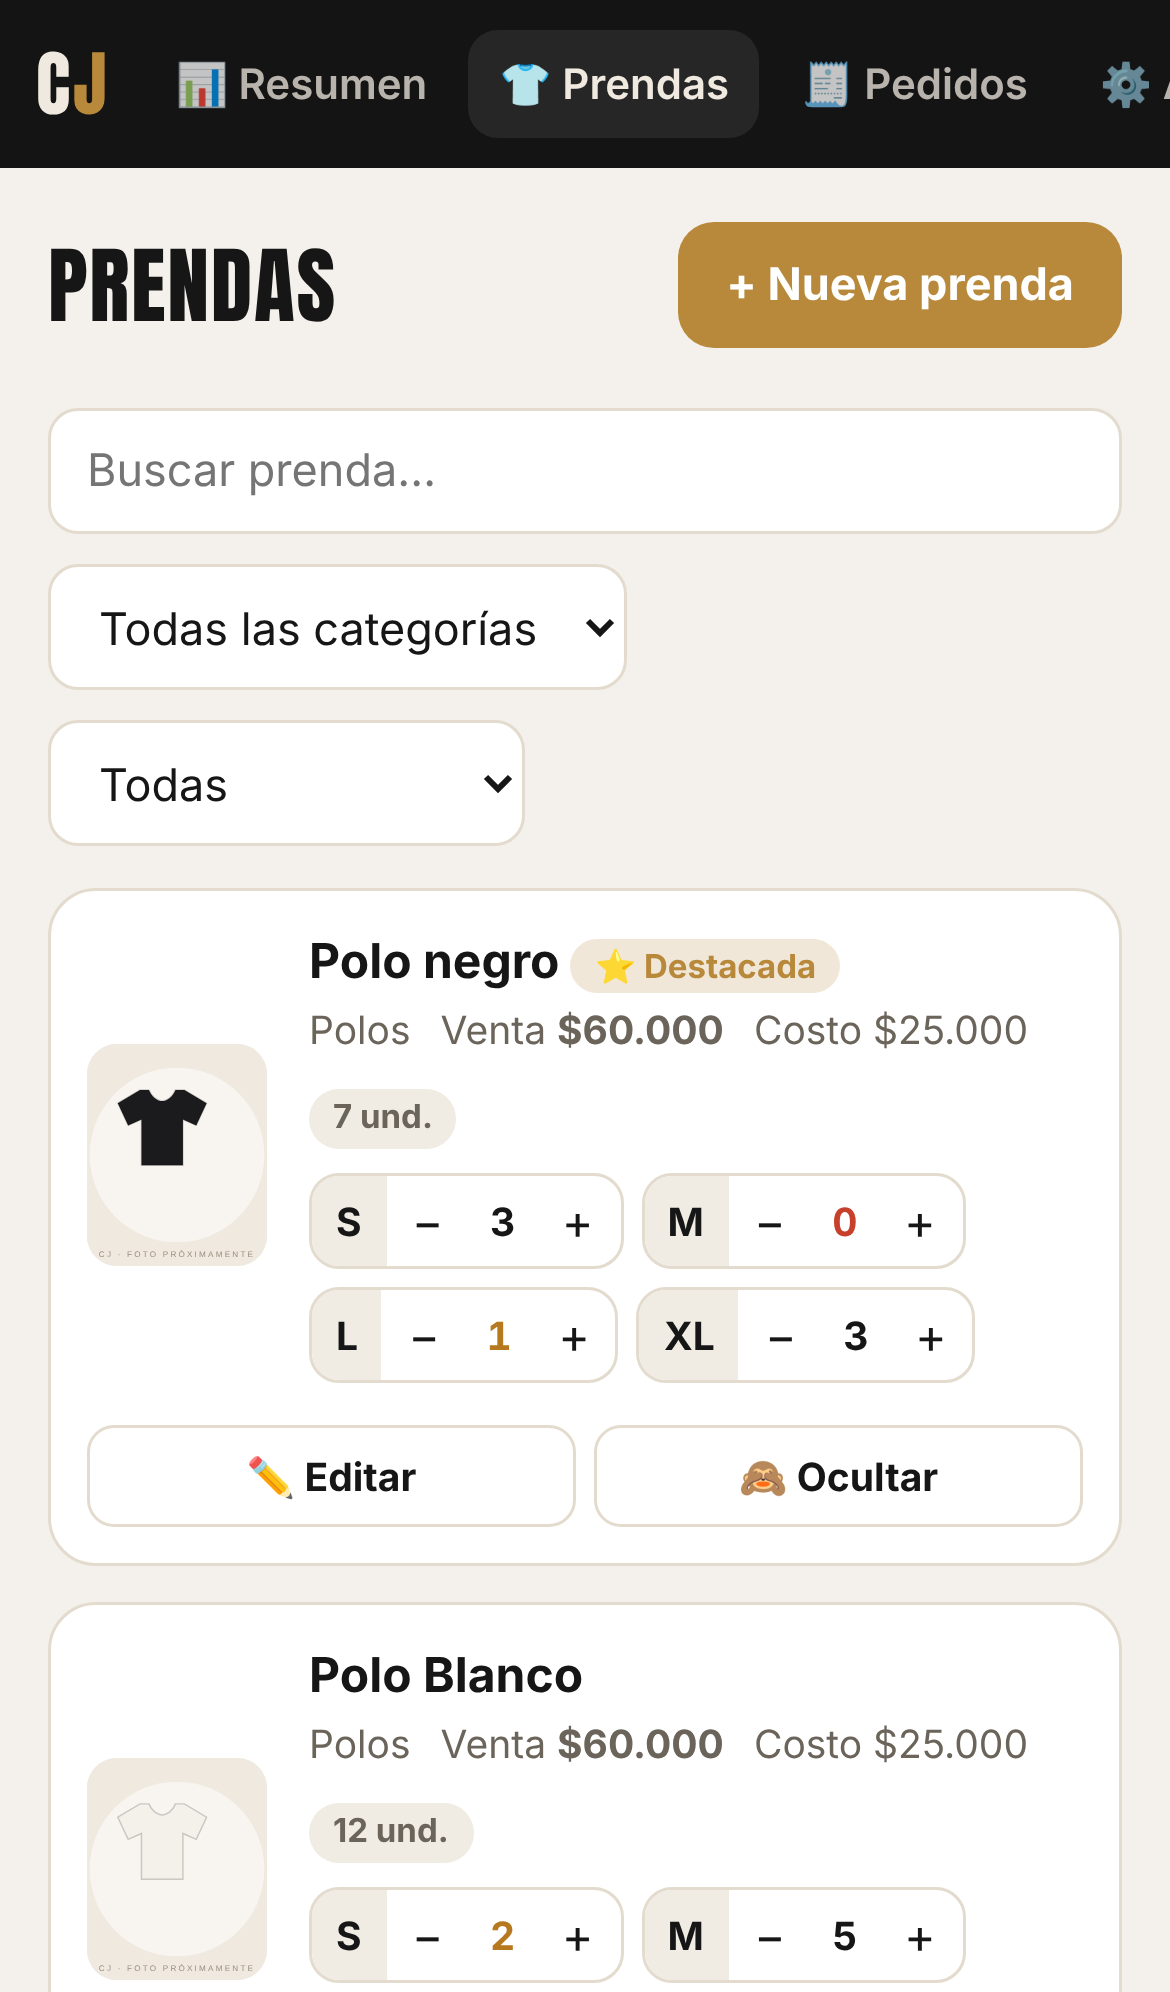 CJ 📊 Resumen 👕 Prendas 🧾 Pedidos ⚙️
PRENDAS
+ Nueva prenda
Buscar prenda...
Todas las categorías
Todas
Polo negro ⭐ Destacada
Polos Venta $60.000 Costo $25.000
7 und.
S – 3 + M – 0 +
L – 1 + XL – 3 +
CJ · FOTO PRÓXIMAMENTE
✏️ Editar 🙈 Ocultar
Polo Blanco
Polos Venta $60.000 Costo $25.000
12 und.
S – 2 + M – 5 +
CJ · FOTO PRÓXIMAMENTE